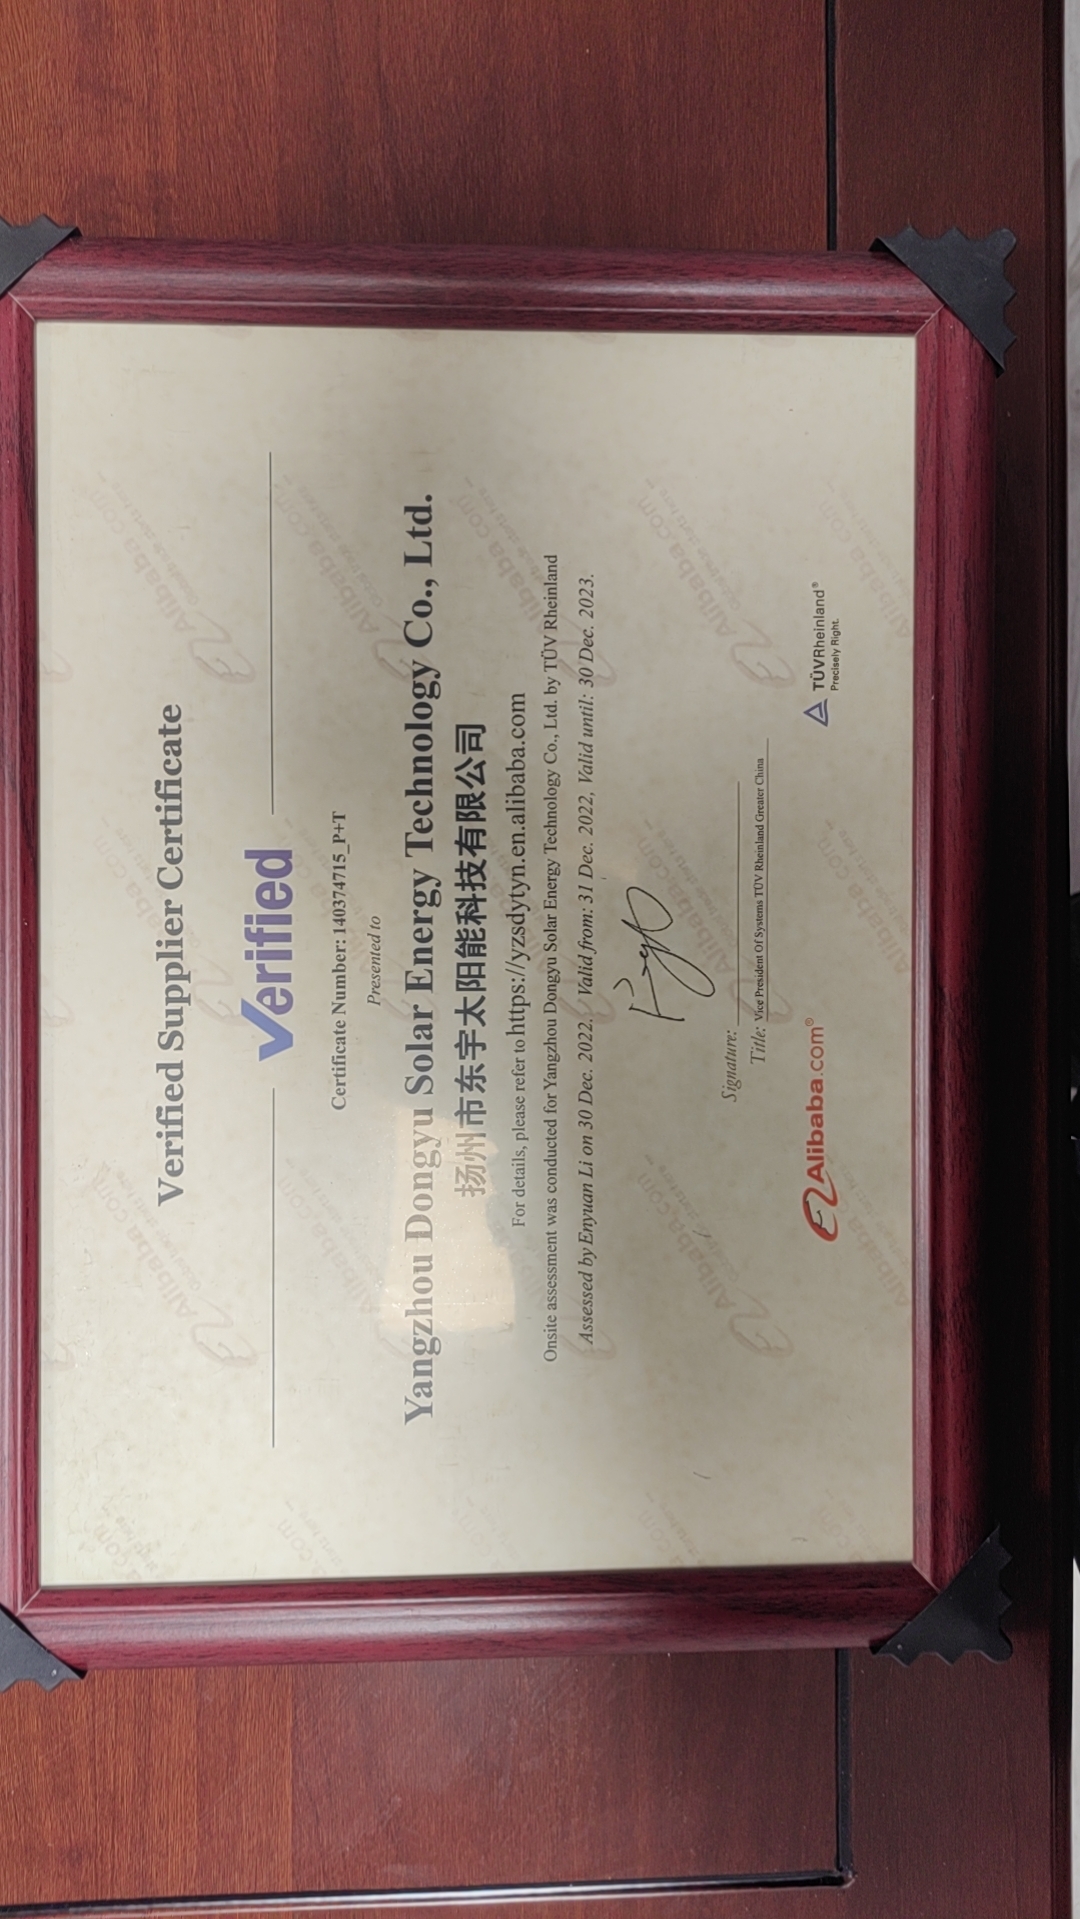 Verified Supplier Certificate
Verified
Certificate Number: 140374715_P+T
Presented to
Yangzhou Dongyu Solar Energy Technology Co., Ltd.
扬州市东宇太阳能科技有限公司
For details, please refer to https://yzsdytyn.en.alibaba.com
Onsite assessment was conducted for Yangzhou Dongyu Solar Energy Technology Co., Ltd. by TÜV Rheinland
Assessed by Enyuan Li on 30 Dec. 2022. Valid from: 31 Dec. 2022, Valid until: 30 Dec. 2023.
Signature:
Title: Vice President Of Systems TÜV Rheinland Greater China
Alibaba.com®
TÜVRheinland®
Precisely Right.